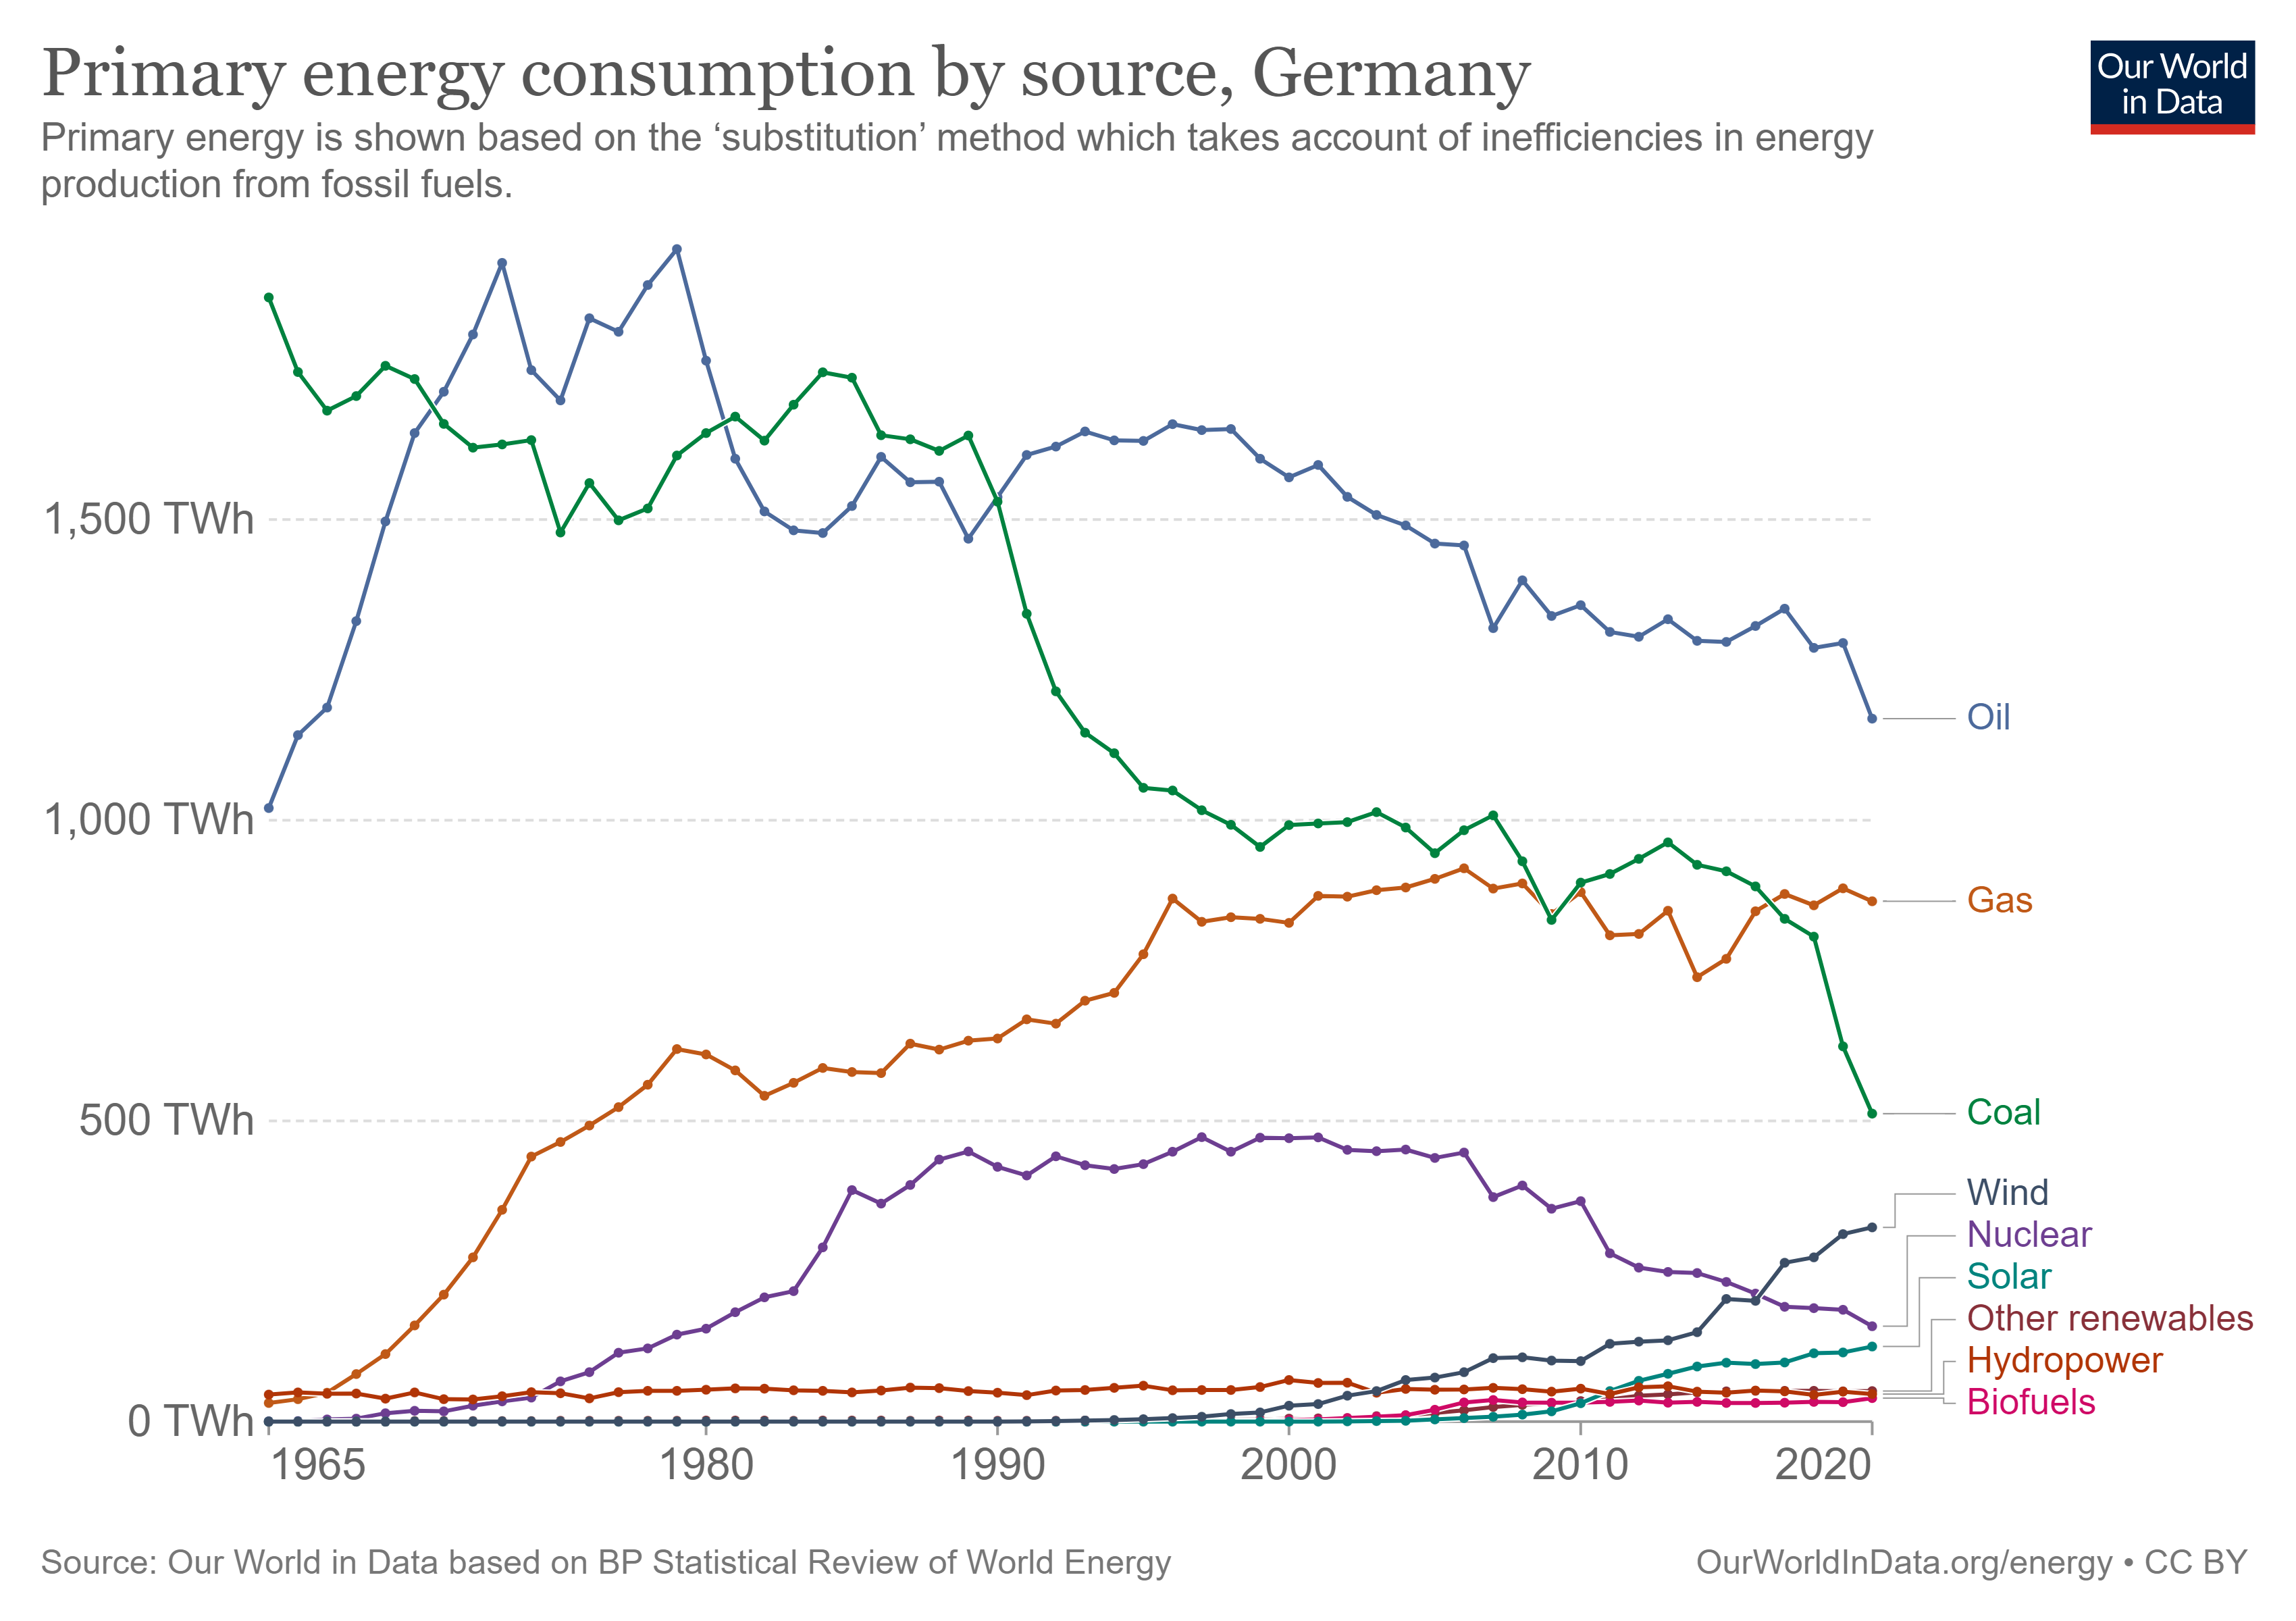 Primary energy consumption by source, Germany
Our World
in Data
Primary energy is shown based on the ‘substitution’ method which takes account of inefficiencies in energy
production from fossil fuels.
1,500 TWh
1,000 TWh
500 TWh
0 TWh
Oil
Gas
Coal
Wind
Nuclear
Solar
Other renewables
Hydropower
Biofuels
1965 1980 1990 2000 2010 2020
Source: Our World in Data based on BP Statistical Review of World Energy
OurWorldInData.org/energy • CC BY